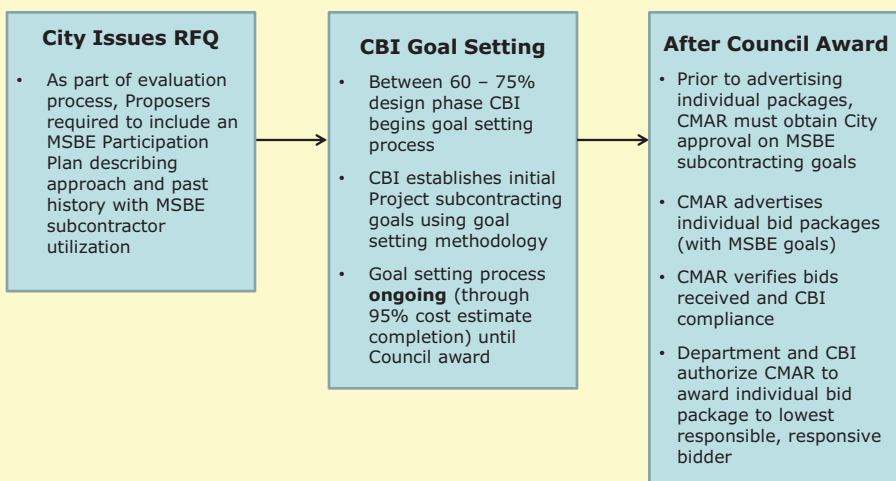 City Issues RFQ
• As part of evaluation
process, Proposers
required to include an
MSBE Participation
Plan describing
approach and past
history with MSBE
subcontractor
utilization
CBI Goal Setting
• Between 60 – 75%
design phase CBI
begins goal setting
process
• CBI establishes initial
Project subcontracting
goals using goal
setting methodology
• Goal setting process
ongoing (through
95% cost estimate
completion) until
Council award
After Council Award
• Prior to advertising
individual packages,
CMAR must obtain City
approval on MSBE
subcontracting goals
• CMAR advertises
individual bid packages
(with MSBE goals)
• CMAR verifies bids
received and CBI
compliance
• Department and CBI
authorize CMAR to
award individual bid
package to lowest
responsible, responsive
bidder